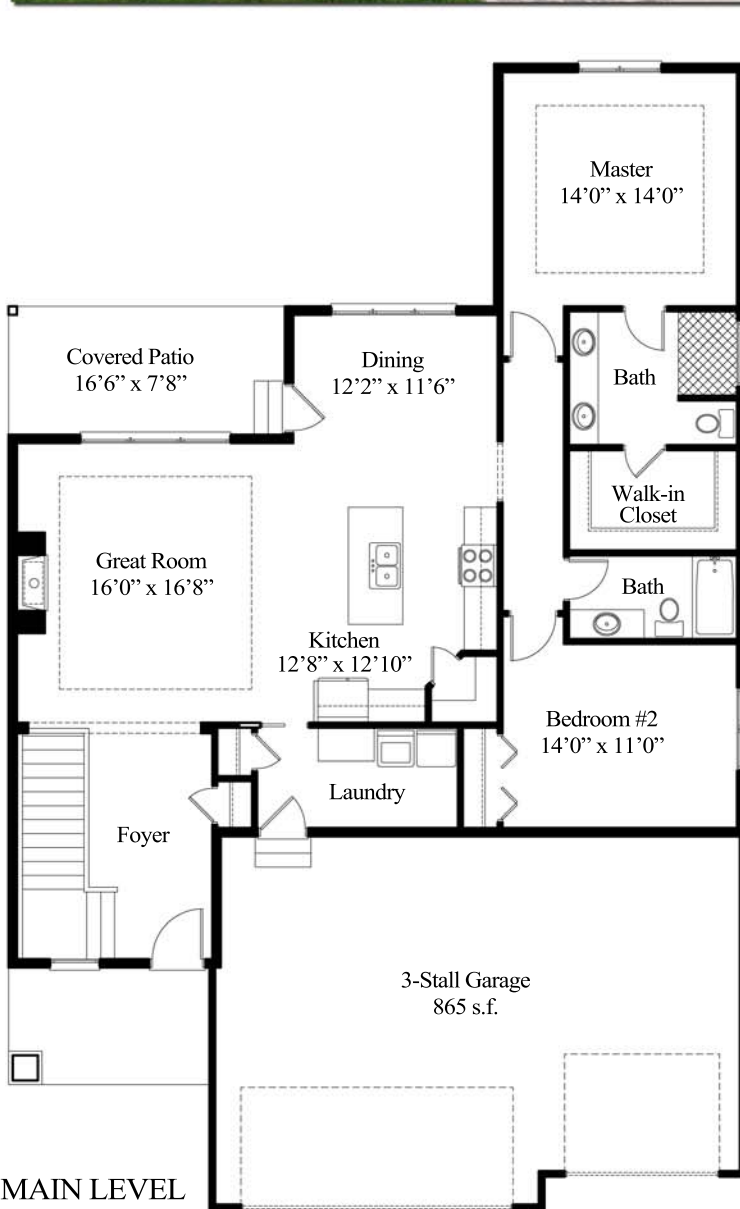 Master
14’0” x 14’0”
Covered Patio
16’6” x 7’8”
Dining
12’2” x 11’6”
Bath
Walk-in
Closet
Great Room
16’0” x 16’8”
Bath
Kitchen
12’8” x 12’10”
Bedroom #2
14’0” x 11’0”
Laundry
Foyer
3-Stall Garage
865 s.f.
MAIN LEVEL